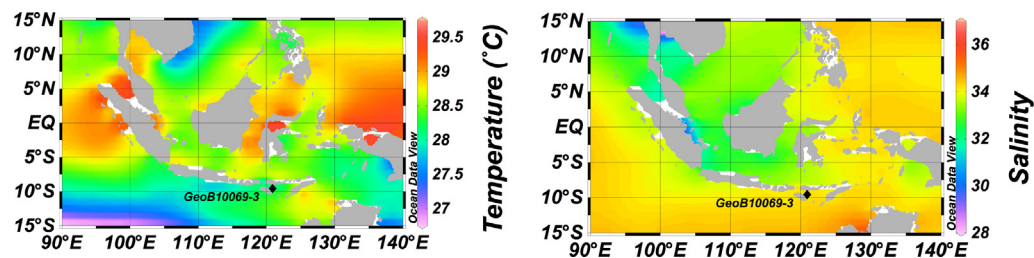 15°N
10°N
5°N
EQ
5°S
10°S
15°S
90°E
100°E
110°E
120°E
130°E
140°E
GeoB10069-3
Ocean Data View
29.5
29
28.5
28
27.5
27
Temperature (°C)
15°N
10°N
5°N
EQ
5°S
10°S
15°S
90°E
100°E
110°E
120°E
130°E
140°E
GeoB10069-3
Ocean Data View
36
34
32
30
28
Salinity